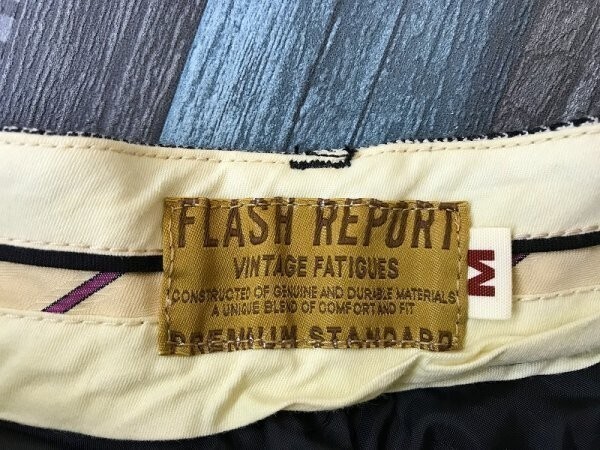 FLASH REPORT
VINTAGE FATIGUES
CONSTRUCTED OF GENUINE AND DURABLE MATERIALS
A UNIQUE BLEND OF COMFORT AND FIT
PREMIUM STANDARD
M